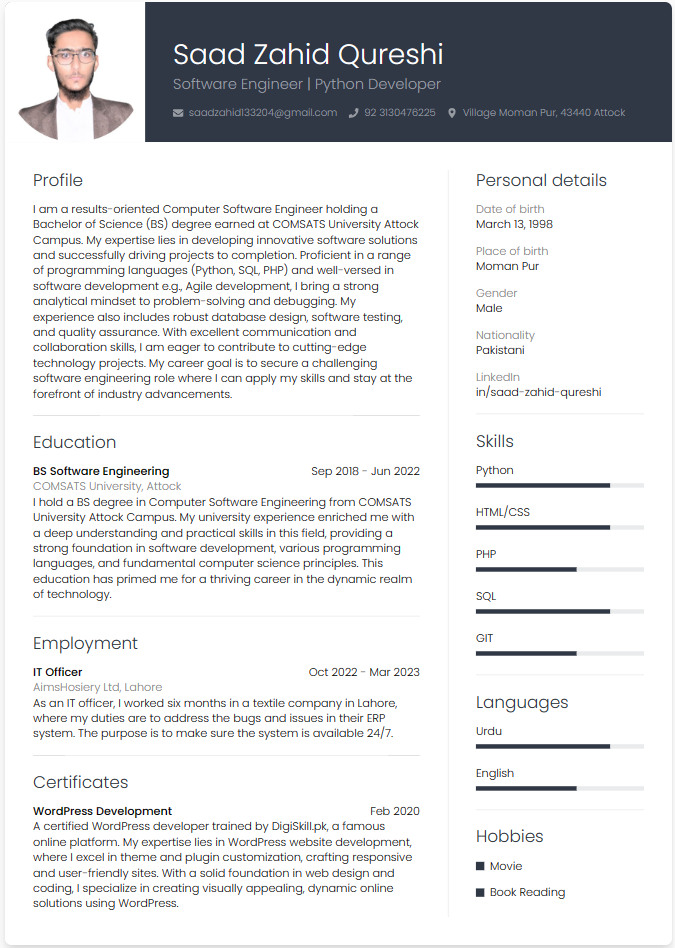 Saad Zahid Qureshi
Software Engineer | Python Developer
saadzahid133204@gmail.com 92 3130476225 Village Moman Pur, 43440 Attock
Profile
I am a results-oriented Computer Software Engineer holding a
Bachelor of Science (BS) degree earned at COMSATS University Attock
Campus. My expertise lies in developing innovative software solutions
and successfully driving projects to completion. Proficient in a range
of programming languages (Python, SQL, PHP) and well-versed in
software development e.g., Agile development, I bring a strong
analytical mindset to problem-solving and debugging. My
experience also includes robust database design, software testing,
and quality assurance. With excellent communication and
collaboration skills, I am eager to contribute to cutting-edge
technology projects. My career goal is to secure a challenging
software engineering role where I can apply my skills and stay at the
forefront of industry advancements.
Education
BS Software Engineering Sep 2018 - Jun 2022
COMSATS University, Attock
I hold a BS degree in Computer Software Engineering from COMSATS
University Attock Campus. My university experience enriched me with
a deep understanding and practical skills in this field, providing a
strong foundation in software development, various programming
languages, and fundamental computer science principles. This
education has primed me for a thriving career in the dynamic realm
of technology.
Employment
IT Officer Oct 2022 - Mar 2023
AimsHosiery Ltd, Lahore
As an IT officer, I worked six months in a textile company in Lahore,
where my duties are to address the bugs and issues in their ERP
system. The purpose is to make sure the system is available 24/7.
Certificates
WordPress Development Feb 2020
A certified WordPress developer trained by DigiSkill.pk, a famous
online platform. My expertise lies in WordPress website development,
where I excel in theme and plugin customization, crafting responsive
and user-friendly sites. With a solid foundation in web design and
coding, I specialize in creating visually appealing, dynamic online
solutions using WordPress.
Personal details
Date of birth
March 13, 1998
Place of birth
Moman Pur
Gender
Male
Nationality
Pakistani
LinkedIn
in/saad-zahid-qureshi
Skills
Python
HTML/CSS
PHP
SQL
GIT
Languages
Urdu
English
Hobbies
Movie
Book Reading